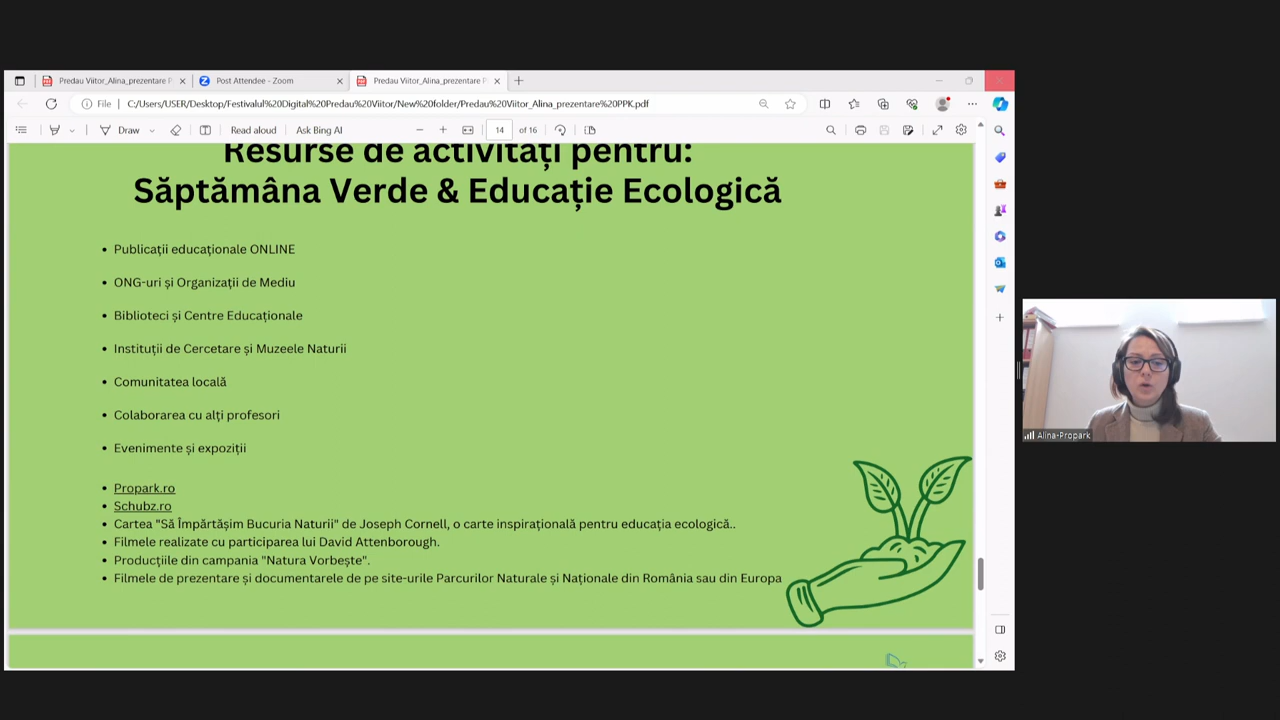 Predau Viitor_Alina_prezentare P
Post Attendee - Zoom
Predau Viitor_Alina_prezentare P
File
C:/Users/USER/Desktop/Festivalul%20Digital%20Predau%20Viitor/New%20folder/Predau%20Viitor_Alina_prezentare%20PPK.pdf
Draw
Read aloud
Ask Bing AI
14
of 16
Resurse de activități pentru:
Săptămâna Verde & Educație Ecologică
• Publicații educaționale ONLINE
• ONG-uri și Organizații de Mediu
• Biblioteci și Centre Educaționale
• Instituții de Cercetare și Muzeele Naturii
• Comunitatea locală
• Colaborarea cu alți profesori
• Evenimente și expoziții
• Propark.ro
• Schubz.ro
• Cartea "Să Împărtășim Bucuria Naturii" de Joseph Cornell, o carte inspirațională pentru educația ecologică..
• Filmele realizate cu participarea lui David Attenborough.
• Producțiile din campania "Natura Vorbește".
• Filmele de prezentare și documentarele de pe site-urile Parcurilor Naturale și Naționale din România sau din Europa
Alina-Propark